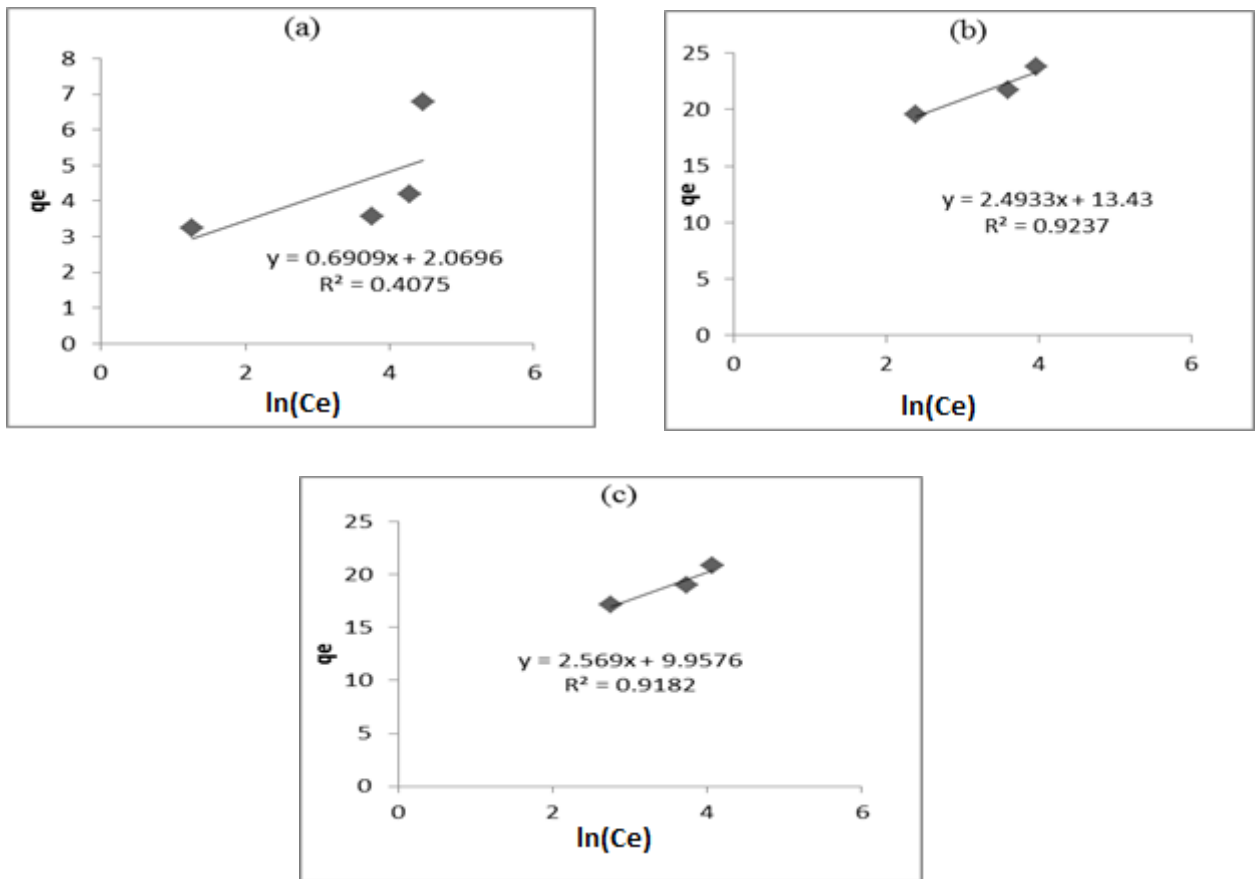 (a)
8
7
6
5
4
3
2
1
0
qe
y = 0.6909x + 2.0696
R² = 0.4075
0 2 4 6
ln(Ce)
(b)
25
20
15
10
5
0
qe
y = 2.4933x + 13.43
R² = 0.9237
0 2 4 6
ln(Ce)
(c)
25
20
15
10
5
0
qe
y = 2.569x + 9.9576
R² = 0.9182
0 2 4 6
ln(Ce)